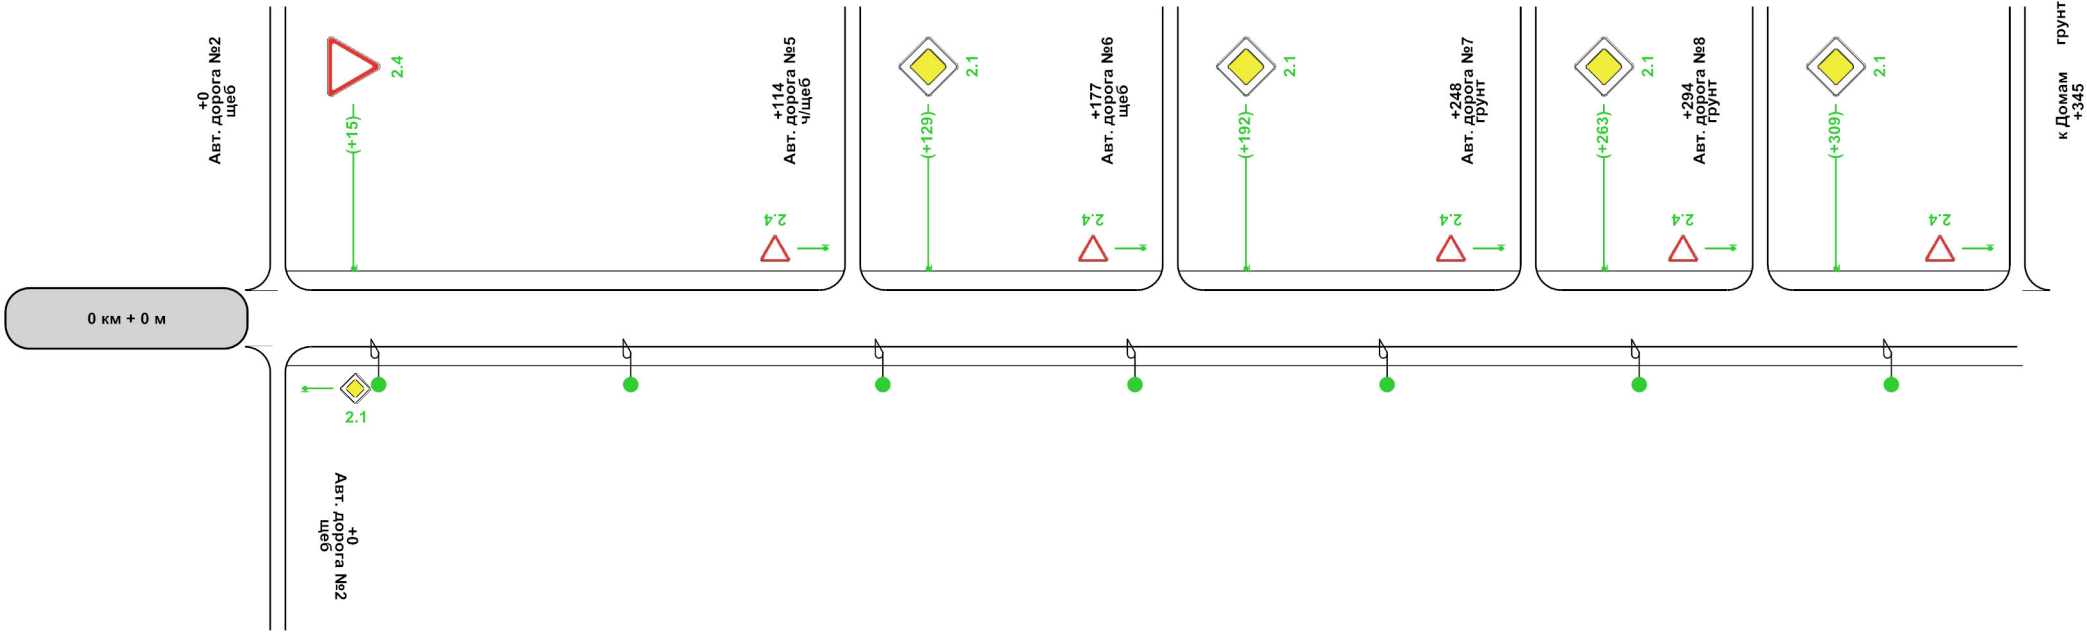 +0
Авт. дорога №2
щеб
2.4
(+15)
+114
Авт. дорога №5
ч/щеб
2.4
2.1
(+129)
+177
Авт. дорога №6
щеб
2.4
2.1
(+192)
+248
Авт. дорога №7
грунт
2.4
2.1
(+263)
+294
Авт. дорога №8
грунт
2.4
2.1
(+309)
2.4
к Домам грунт
+345
0 км + 0 м
2.1
+0
Авт. дорога №2
щеб